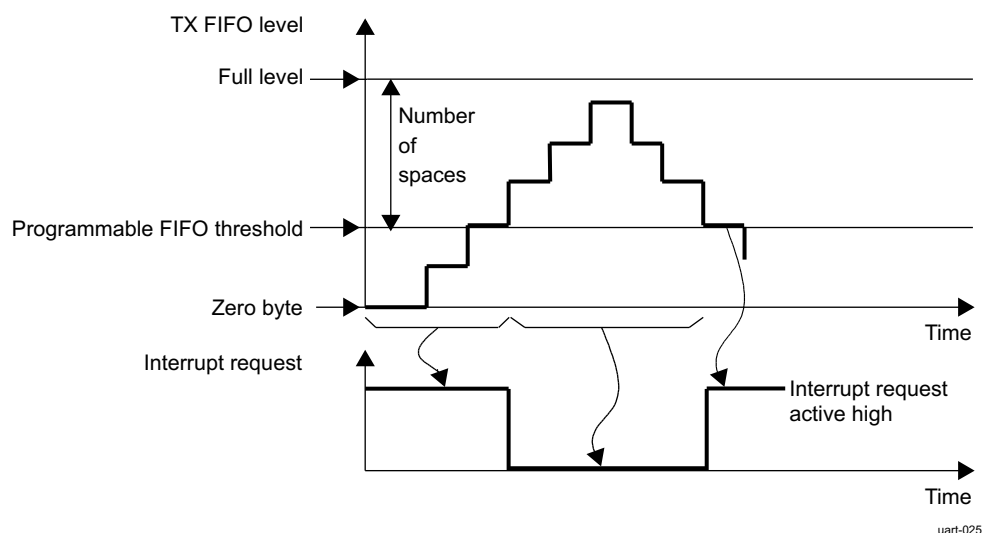 TX FIFO level
Full level
Number
of
spaces
Programmable FIFO threshold
Zero byte
Time
Interrupt request
Interrupt request
active high
Time
uart-025